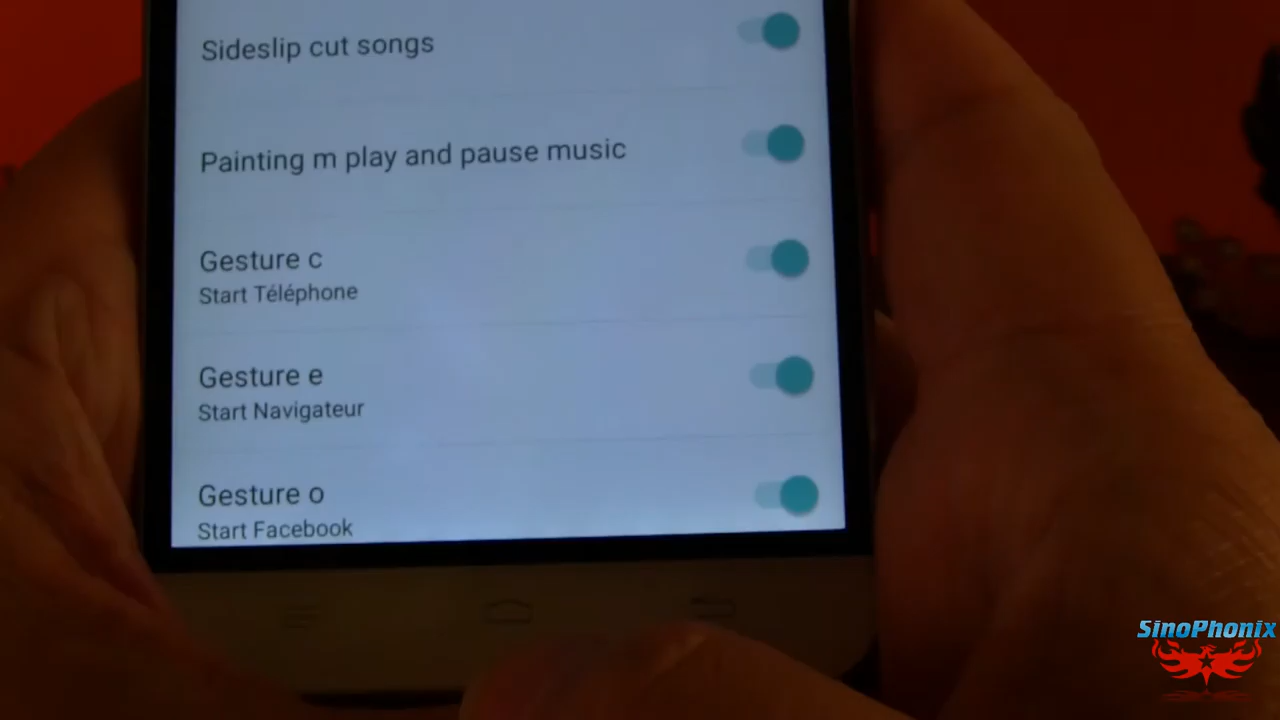 Sideslip cut songs
Painting m play and pause music
Gesture c
Start Téléphone
Gesture e
Start Navigateur
Gesture o
Start Facebook
SinoPhonix